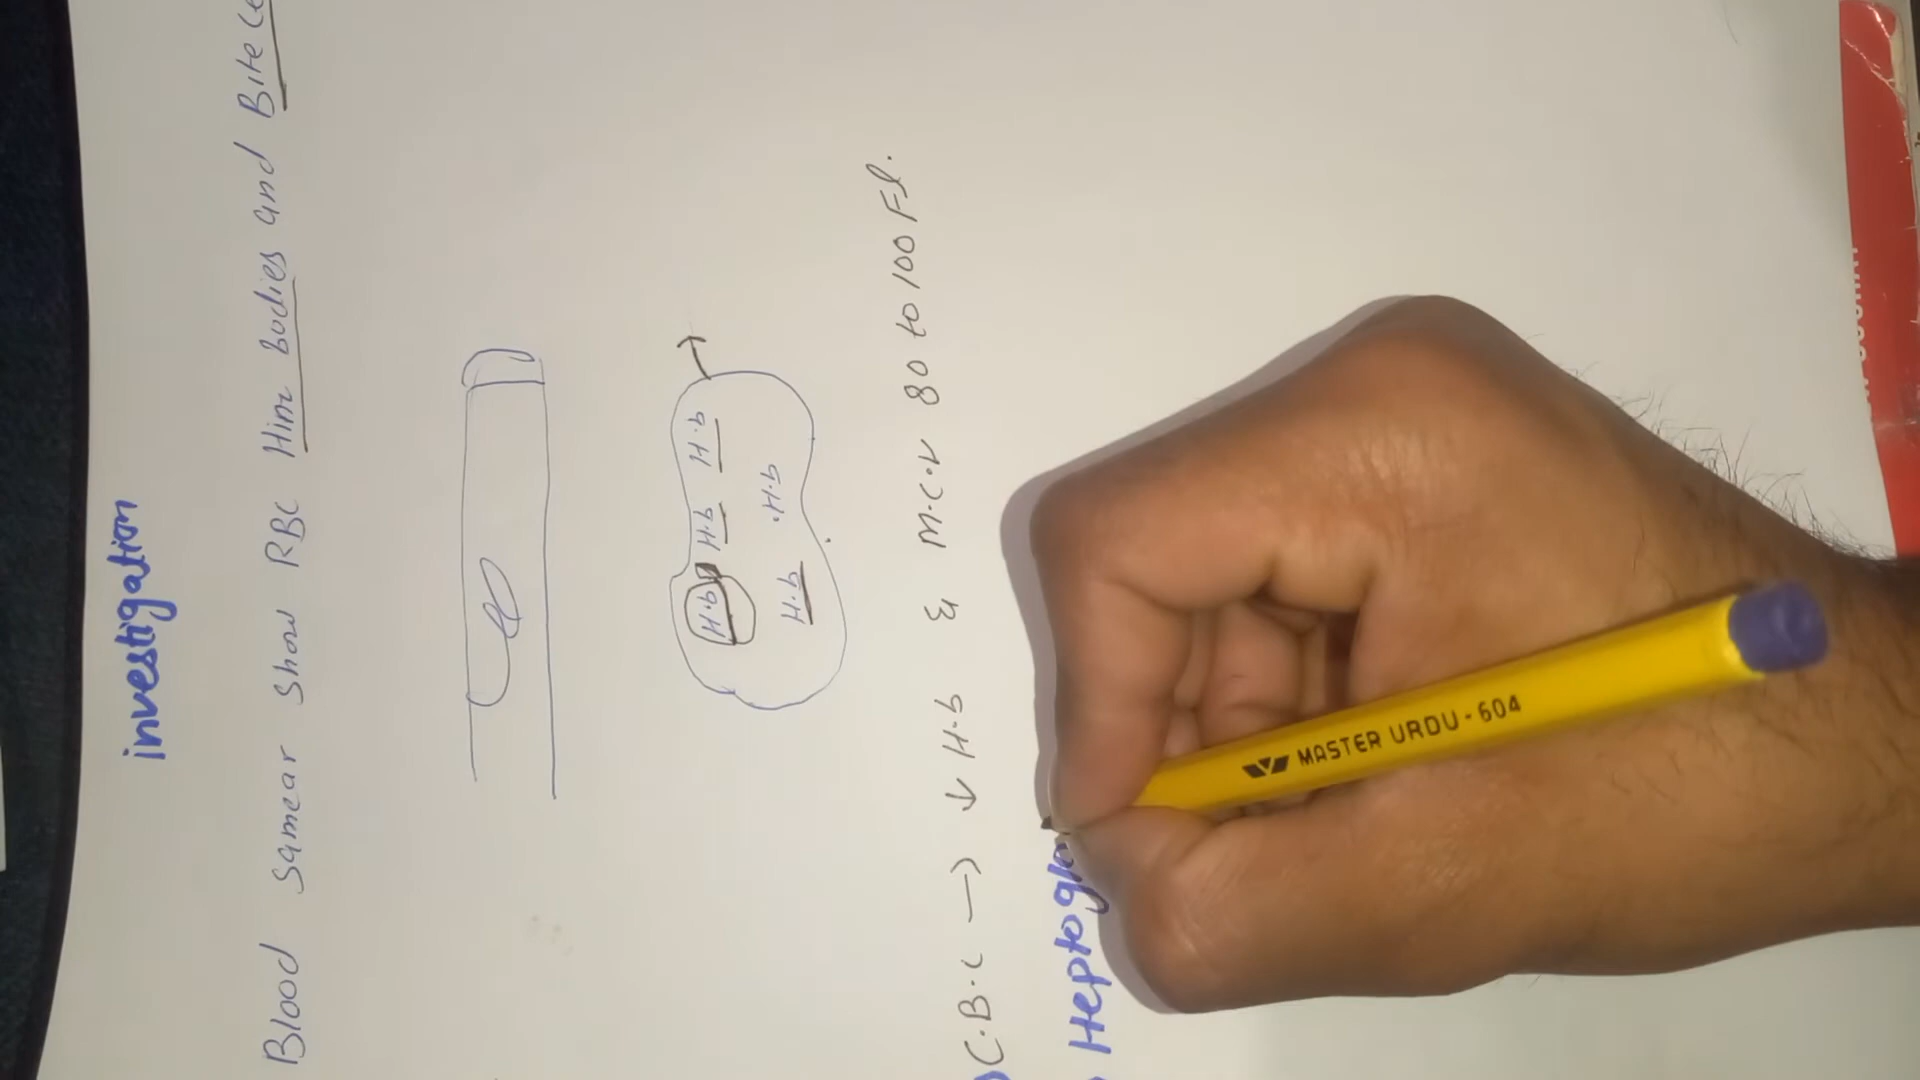 investigation
Blood Samear Show RBC Hinz bodies and Bite Ce
H.b H.b H.b
H.b H.b
C.B.C → ↓ H.b & M.C.V 80 to 100 Fl.
Heptogl
MASTER URDU - 604